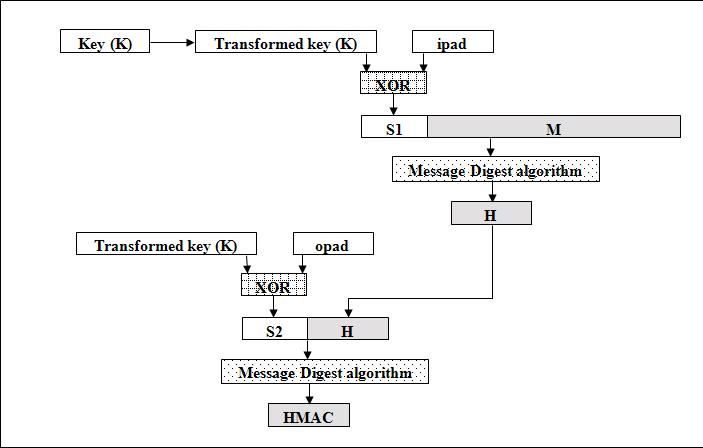 Key (K)
Transformed key (K)
ipad
XOR
S1
M
Message Digest algorithm
H
Transformed key (K)
opad
XOR
S2
H
Message Digest algorithm
HMAC